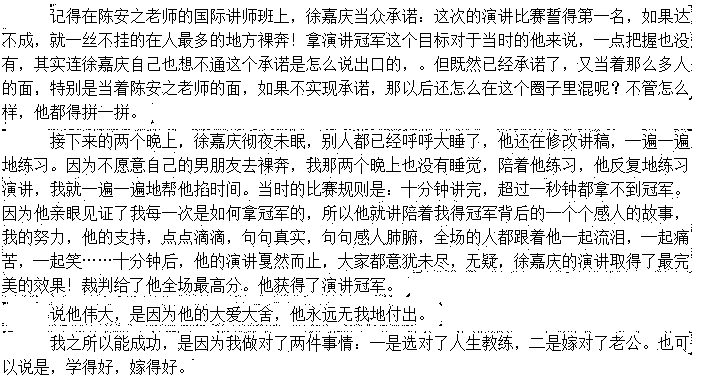 记得在陈安之老师的国际讲师班上，徐嘉庆当众承诺：这次的演讲比赛誓得第一名，如果达
不成，就一丝不挂的在人最多的地方裸奔！拿演讲冠军这个目标对于当时的他来说，一点把握也没
有，其实连徐嘉庆自己也想不通这个承诺是怎么说出口的，。但既然已经承诺了，又当着那么多人
的面，特别是当着陈安之老师的面，如果不实现承诺，那以后还怎么在这个圈子里混呢？不管怎么
样，他都得拼一拼。
接下来的两个晚上，徐嘉庆彻夜未眠，别人都已经呼呼大睡了，他还在修改讲稿，一遍一遍
地练习。因为不愿意自己的男朋友去裸奔，我那两个晚上也没有睡觉，陪着他练习，他反复地练习
演讲，我就一遍一遍地帮他掐时间。当时的比赛规则是：十分钟讲完，超过一秒钟都拿不到冠军。
因为他亲眼见证了我每一次是如何拿冠军的，所以他就讲陪着我得冠军背后的一个个感人的故事，
我的努力，他的支持，点点滴滴，句句真实，句句感人肺腑，全场的人都跟着他一起流泪，一起痛
苦，一起笑……十分钟后，他的演讲戛然而止，大家都意犹未尽，无疑，徐嘉庆的演讲取得了最完
美的效果！裁判给了他全场最高分。他获得了演讲冠军。
说他伟大，是因为他的大爱大舍，他永远无我地付出。
我之所以能成功，是因为我做对了两件事情：一是选对了人生教练，二是嫁对了老公。也可
以说是，学得好，嫁得好。